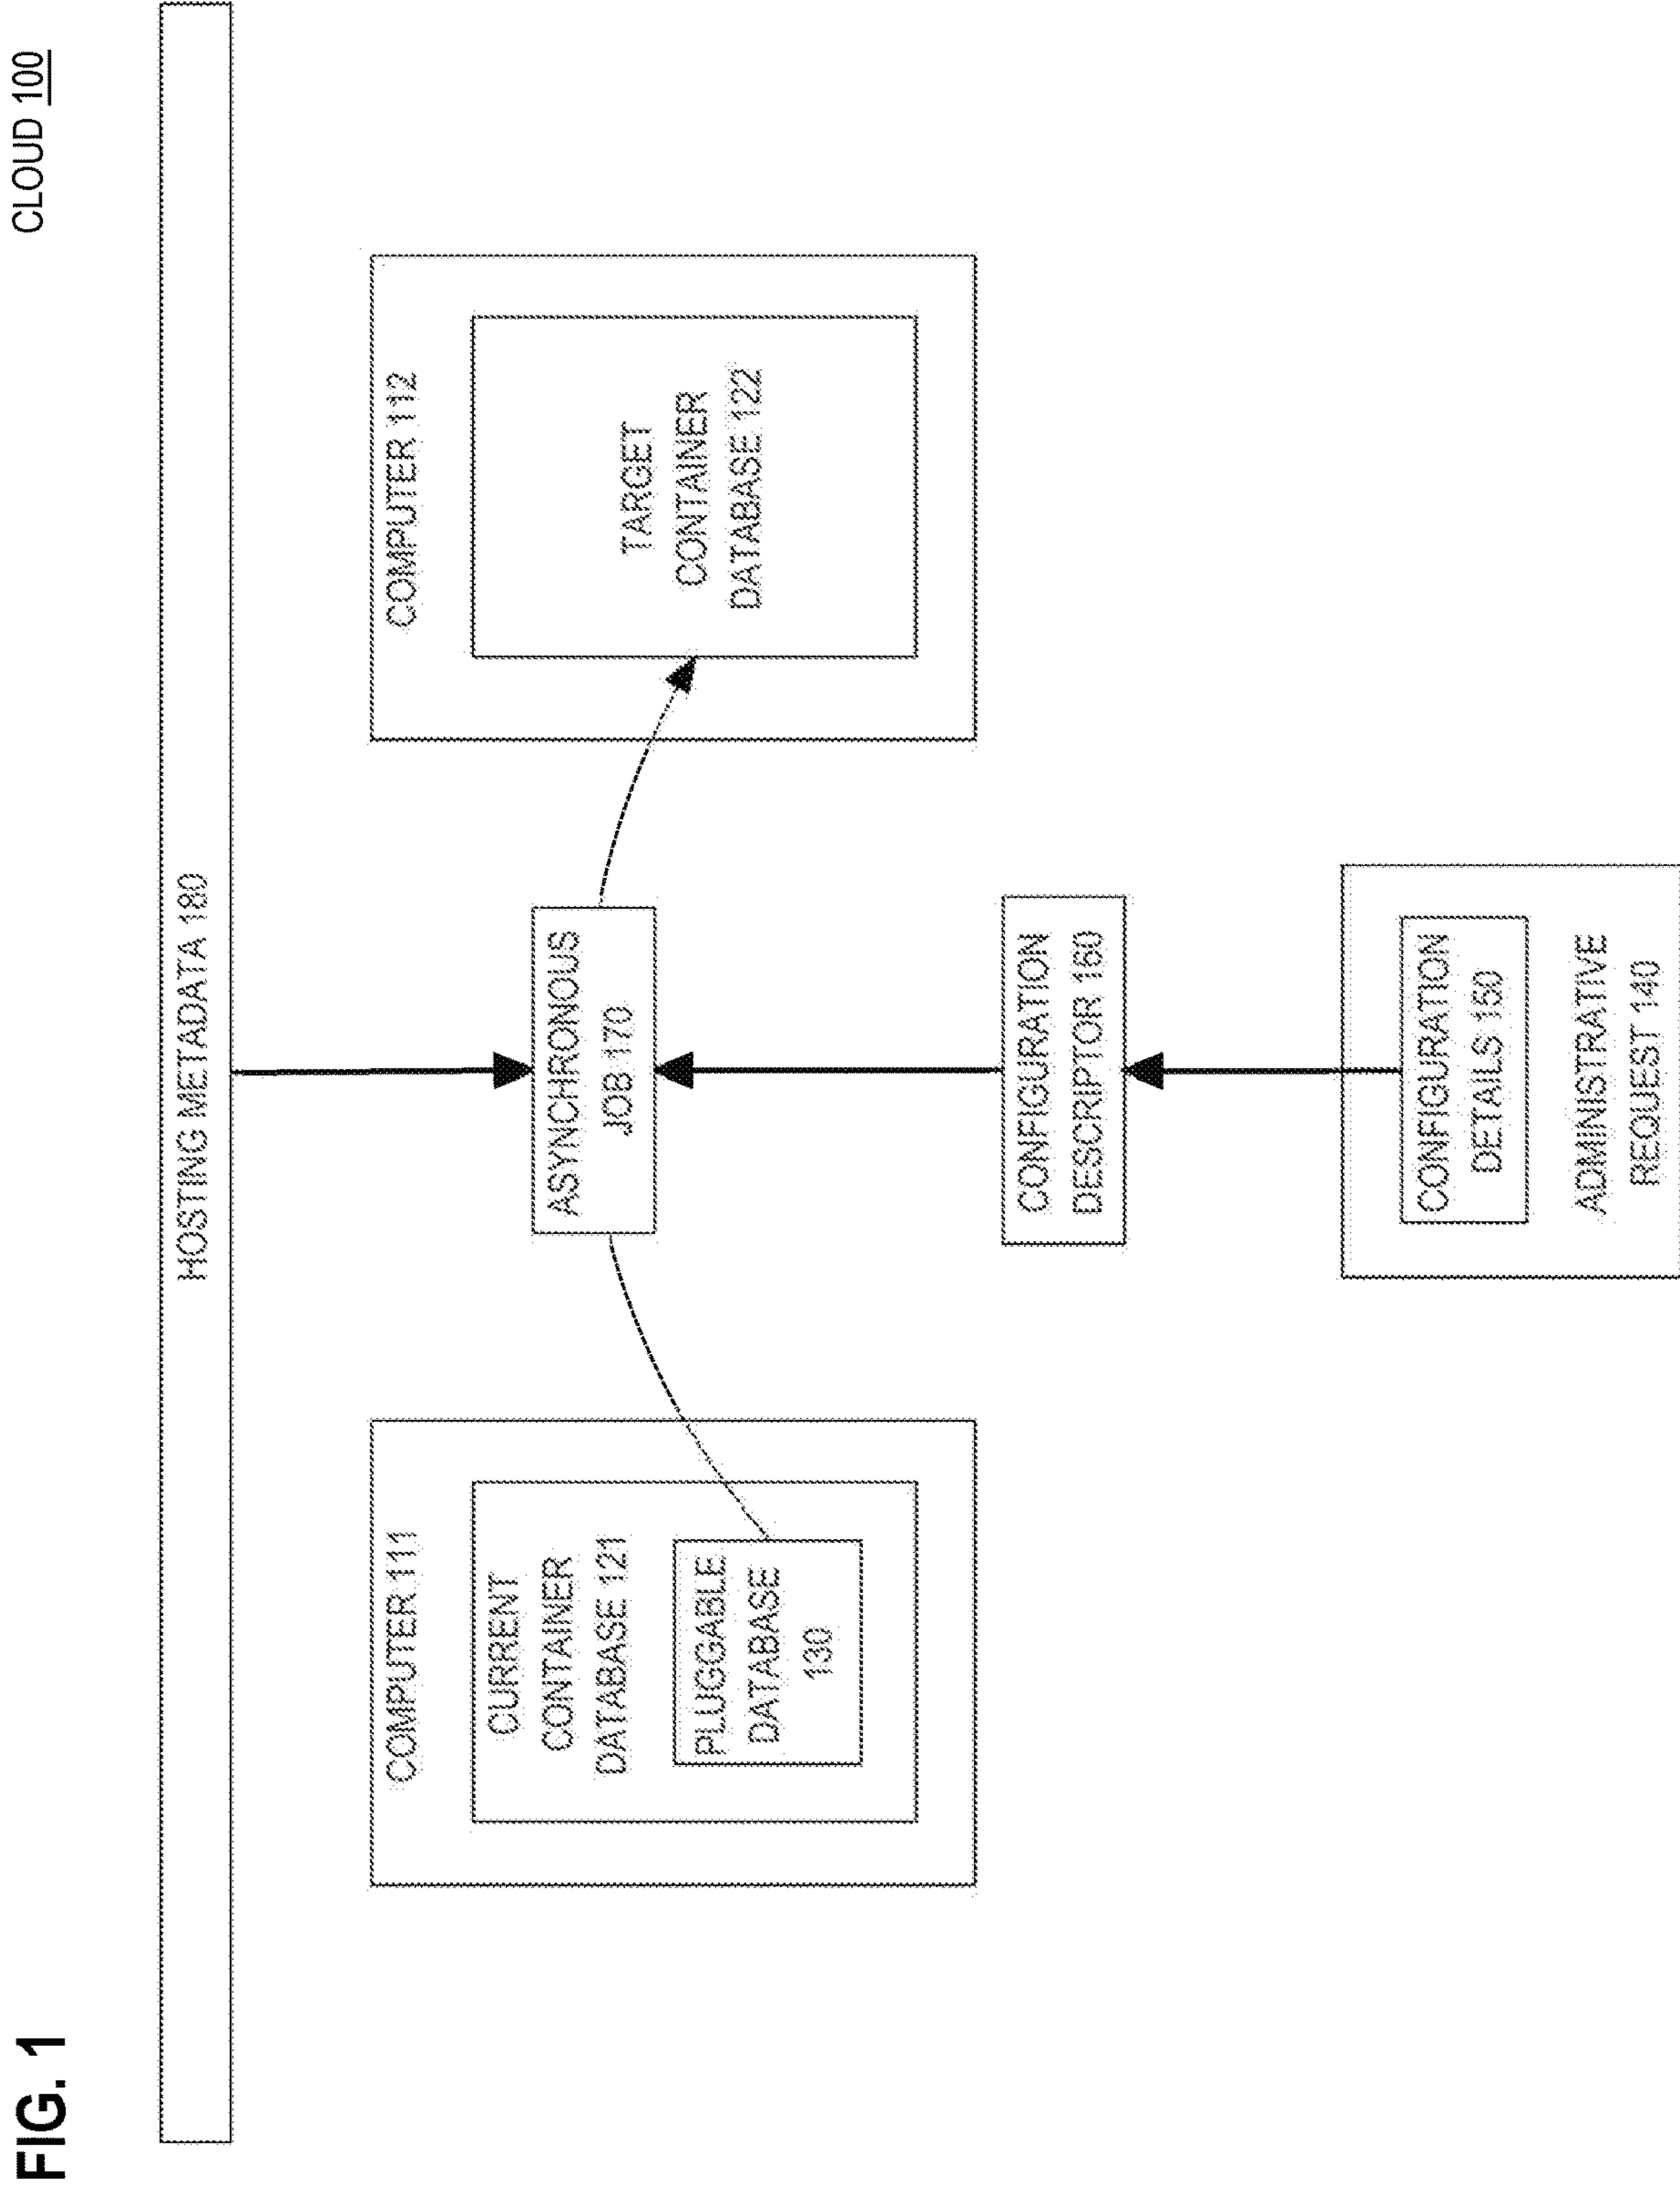 FIG. 1
CLOUD 100
HOSTING METADATA 180
COMPUTER 111
CURRENT
CONTAINER
DATABASE 121
PLUGGABLE
DATABASE
130
ASYNCHRONOUS
JOB 170
COMPUTER 112
TARGET
CONTAINER
DATABASE 122
CONFIGURATION
DESCRIPTOR 160
CONFIGURATION
DETAILS 150
ADMINISTRATIVE
REQUEST 140